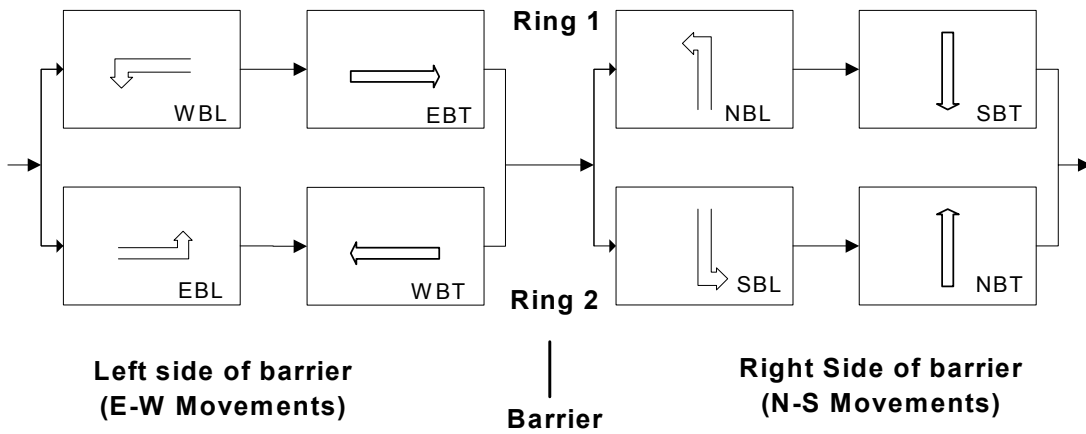 Ring 1
WBL
EBT
NBL
SBT
EBL
WBT
SBL
NBT
Ring 2
Left side of barrier
(E-W Movements)
Barrier
Right Side of barrier
(N-S Movements)